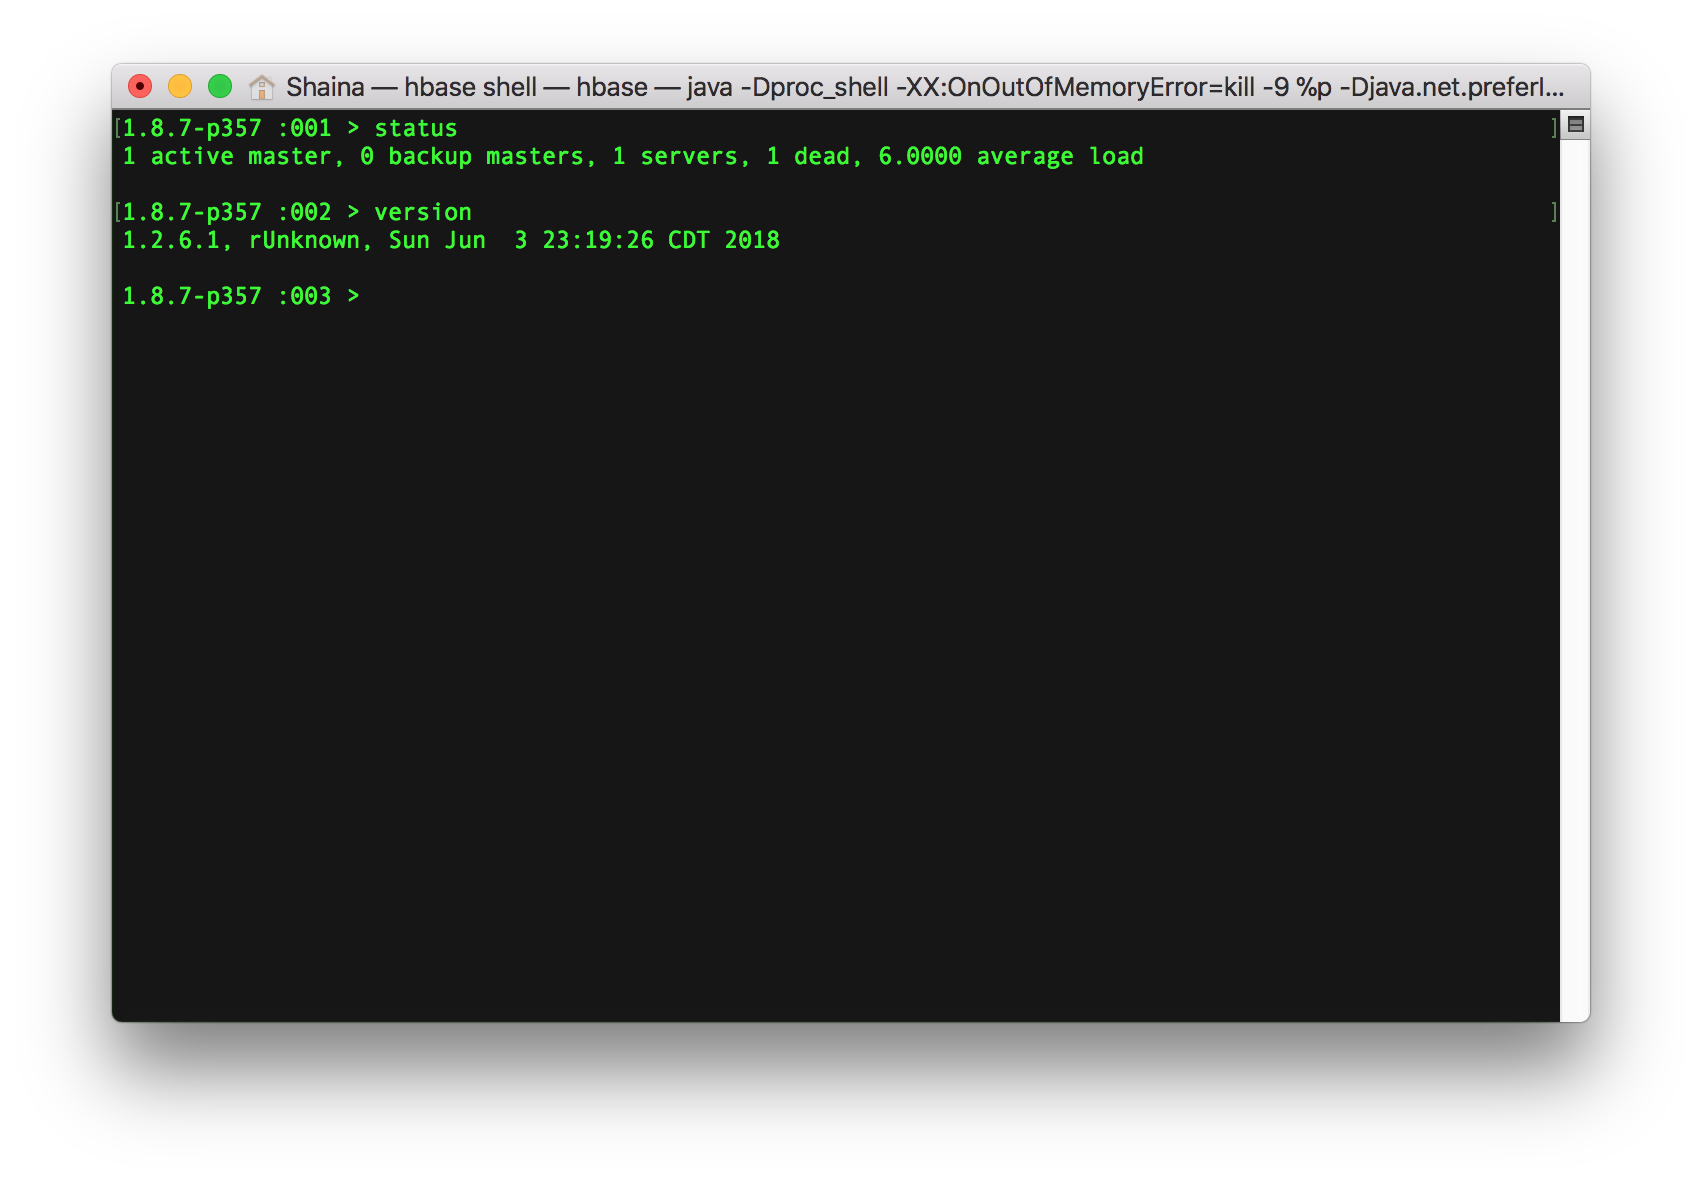 Shaina — hbase shell — hbase — java -Dproc_shell -XX:OnOutOfMemoryError=kill -9 %p -Djava.net.preferI...
[1.8.7-p357 :001 > status ]
1 active master, 0 backup masters, 1 servers, 1 dead, 6.0000 average load
[1.8.7-p357 :002 > version ]
1.2.6.1, rUnknown, Sun Jun  3 23:19:26 CDT 2018
1.8.7-p357 :003 >